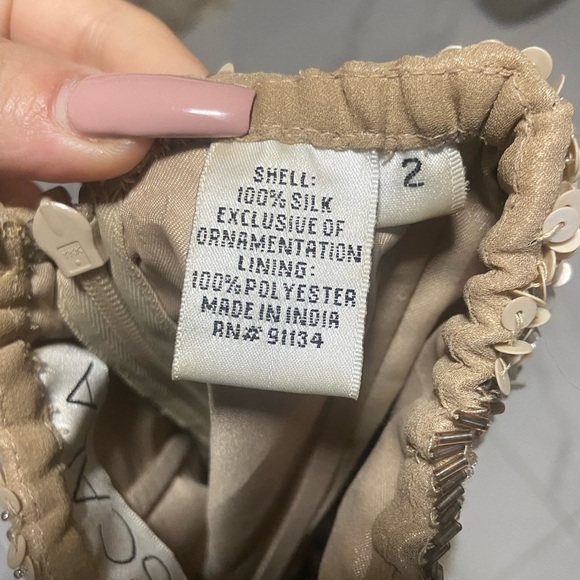 SHELL:
100% SILK
EXCLUSIVE OF
ORNAMENTATION
LINING:
100% POLYESTER
MADE IN INDIA
RN# 91134
2